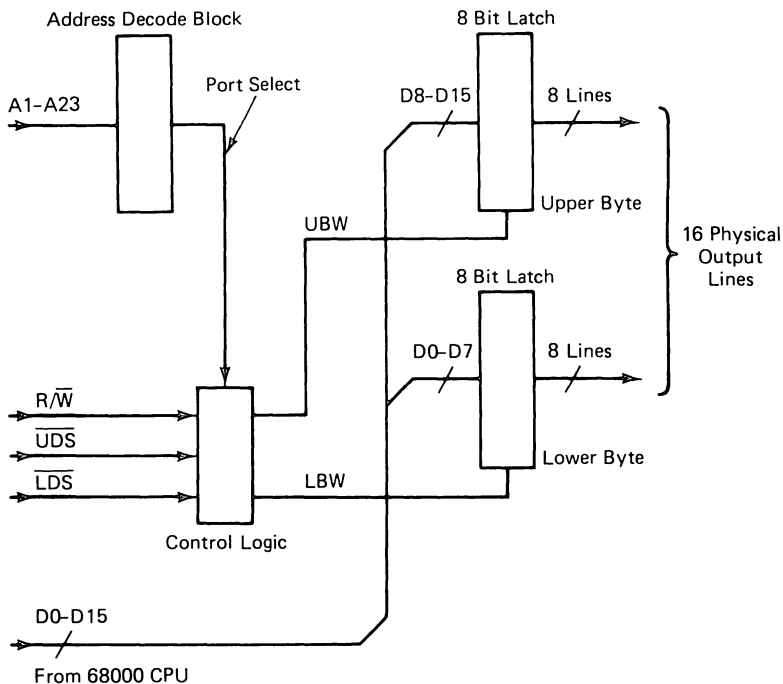 Address Decode Block
8 Bit Latch
Port Select
A1–A23
D8–D15
8 Lines
UBW
Upper Byte
16 Physical
Output
Lines
8 Bit Latch
D0–D7
8 Lines
R/W̅
U̅D̅S̅
L̅D̅S̅
LBW
Lower Byte
Control Logic
D0–D15
From 68000 CPU